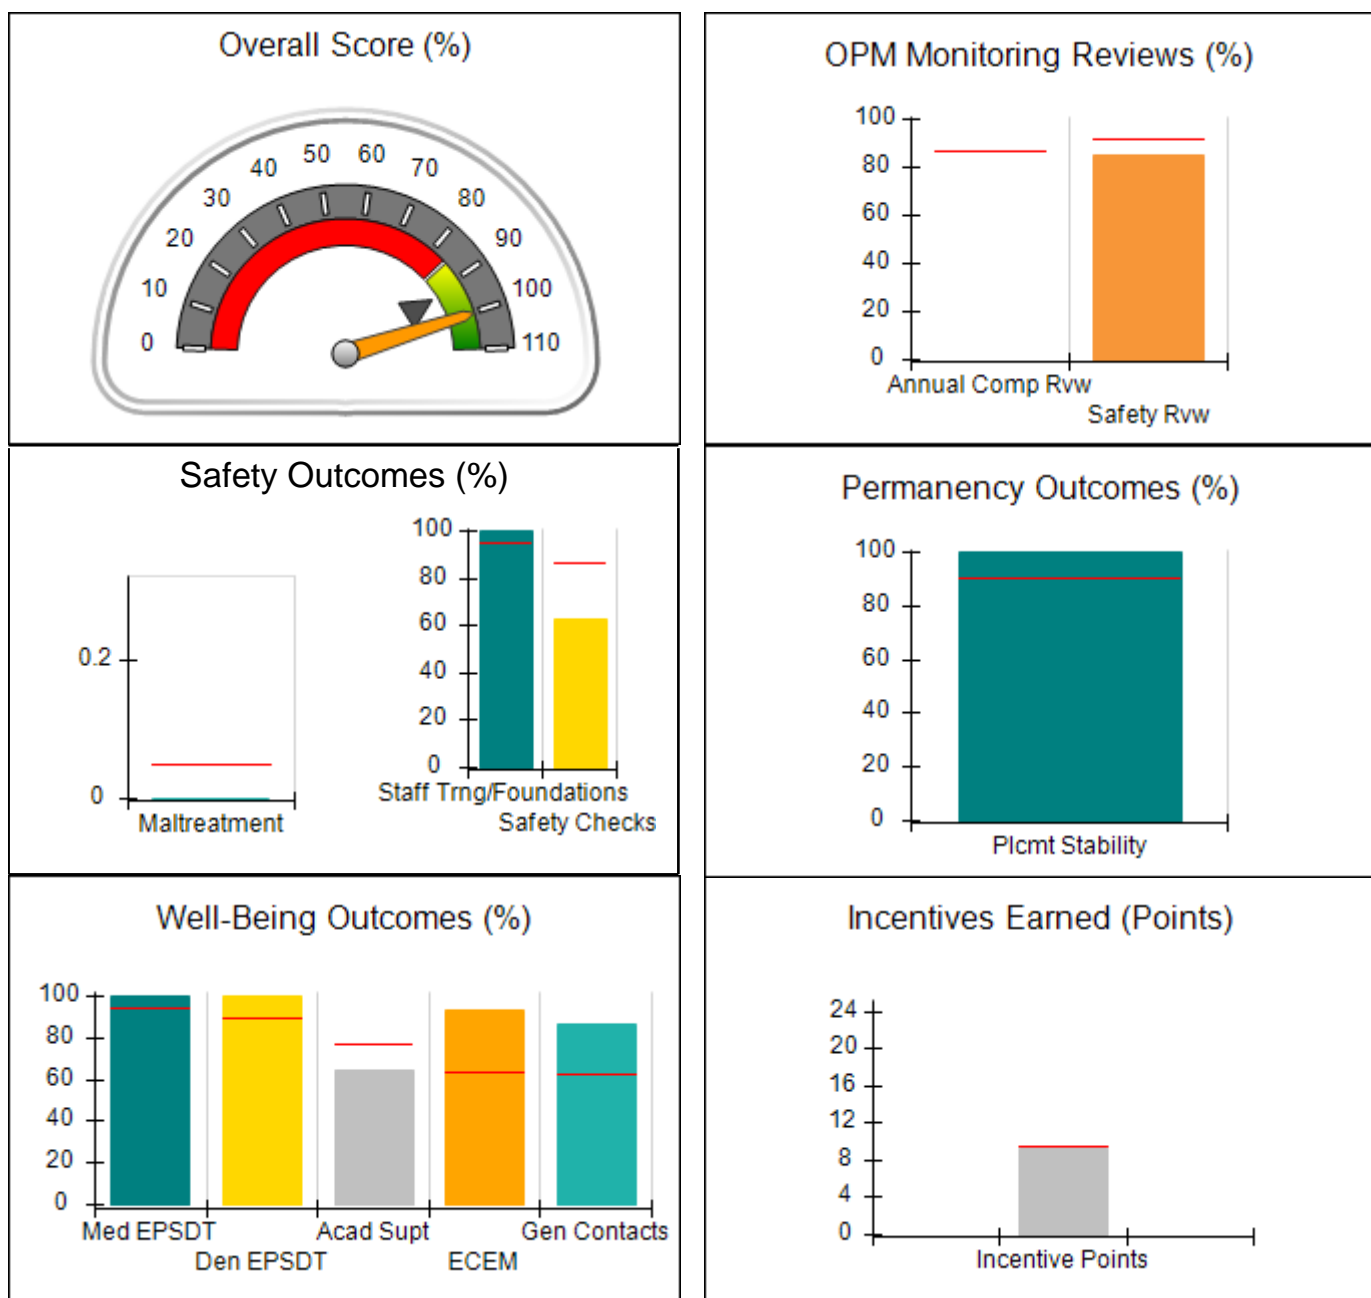 Overall Score (%)
0
10
20
30
40
50
60
70
80
90
100
110
OPM Monitoring Reviews (%)
100
80
60
40
20
0
Annual Comp Rvw
Safety Rvw
Safety Outcomes (%)
0.2
0
Maltreatment
100
80
60
40
20
0
Staff Trng/Foundations
Safety Checks
Permanency Outcomes (%)
100
80
60
40
20
0
Plcmt Stability
Well-Being Outcomes (%)
100
80
60
40
20
0
Med EPSDT
Den EPSDT
Acad Supt
ECEM
Gen Contacts
Incentives Earned (Points)
24
20
16
12
8
4
0
Incentive Points